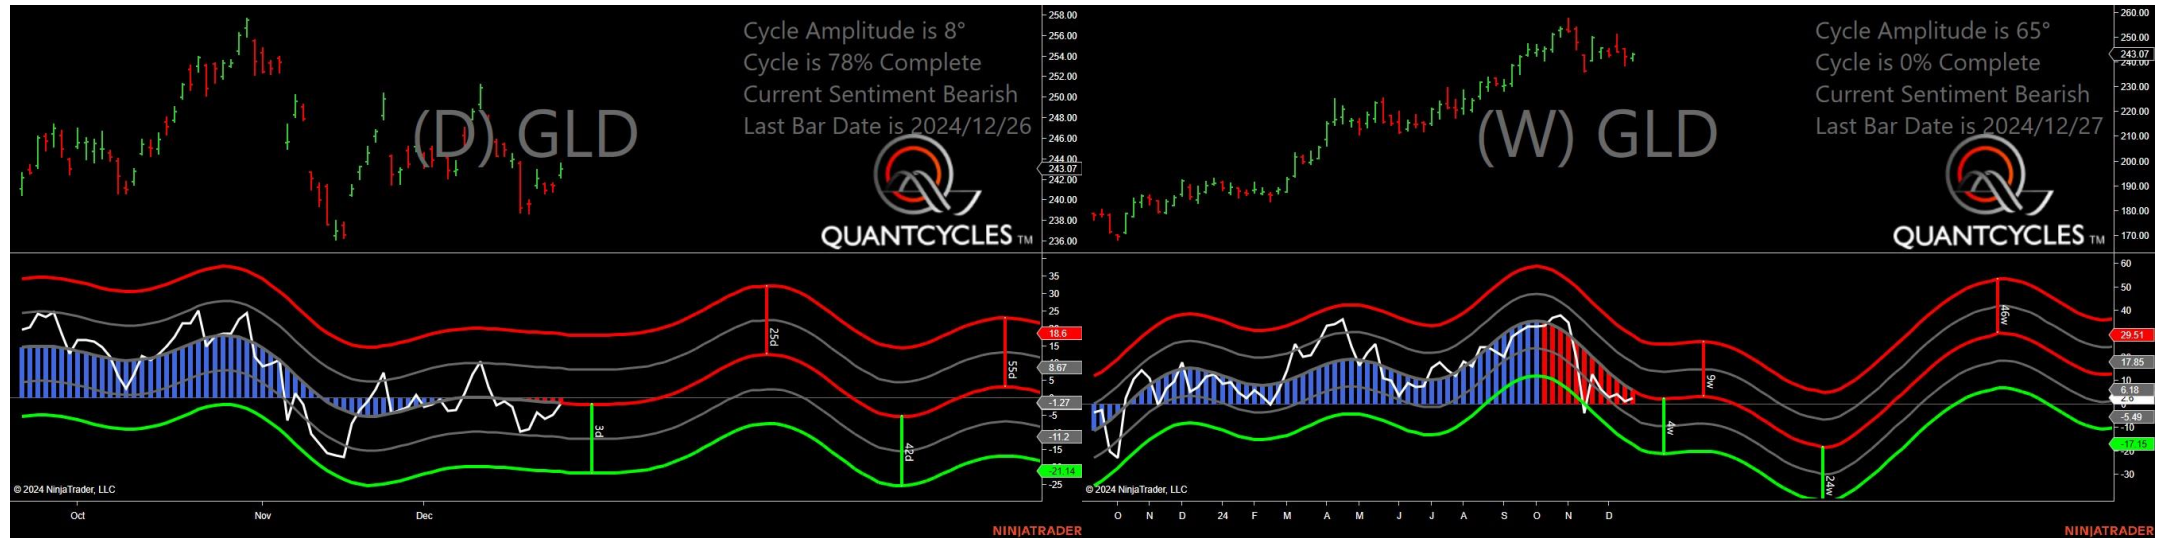 Cycle Amplitude is 8°
Cycle is 78% Complete
Current Sentiment Bearish
Last Bar Date is 2024/12/26
(D) GLD
QUANTCYCLES TM
258.00
256.00
254.00
252.00
250.00
248.00
246.00
244.00
243.07
242.00
240.00
238.00
236.00
35
30
25
18.6
15
8.67
5
-1.27
-5
-11.2
-15
-21.14
-25
25d
55d
3d
42d
© 2024 NinjaTrader, LLC
Oct Nov Dec
NINJATRADER
Cycle Amplitude is 65°
Cycle is 0% Complete
Current Sentiment Bearish
Last Bar Date is 2024/12/27
(W) GLD
QUANTCYCLES TM
260.00
250.00
243.07
240.00
230.00
220.00
210.00
200.00
190.00
180.00
170.00
60
50
40
29.51
17.85
10
6.18
0
-5.49
-10
-17.15
-20
-30
46w
9w
4w
24w
© 2024 NinjaTrader, LLC
O N D 24 F M A M J J A S O N D
NINJATRADER